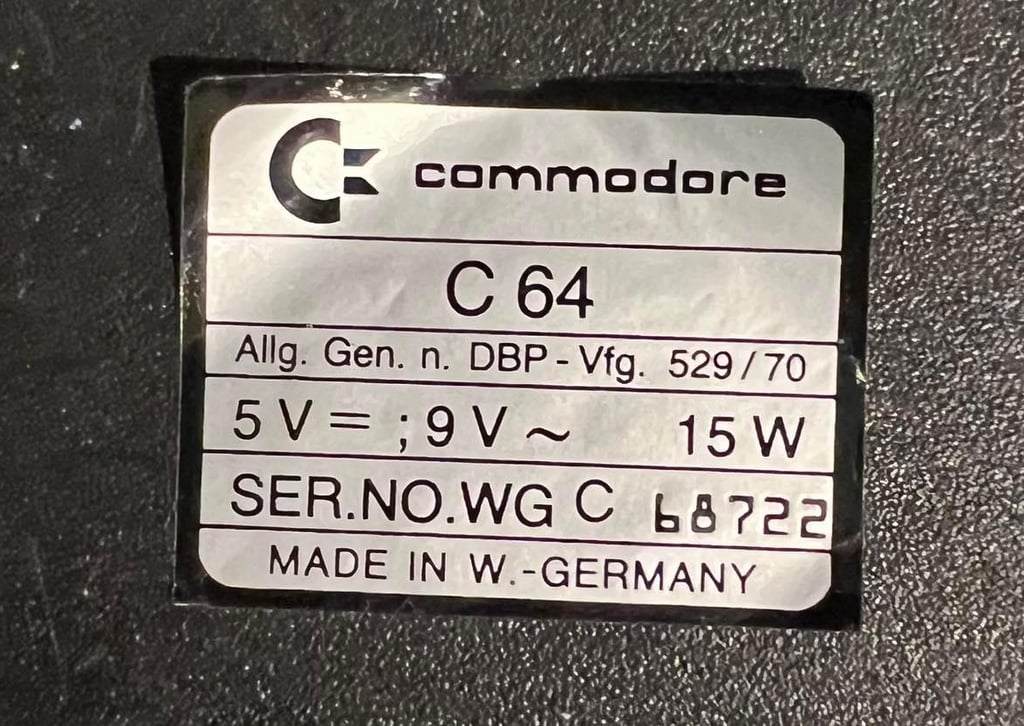 commodore
C 64
Allg. Gen. n. DBP - Vfg. 529/70
5 V = ; 9 V ~ 15 W
SER.NO.WG C 68722
MADE IN W.-GERMANY